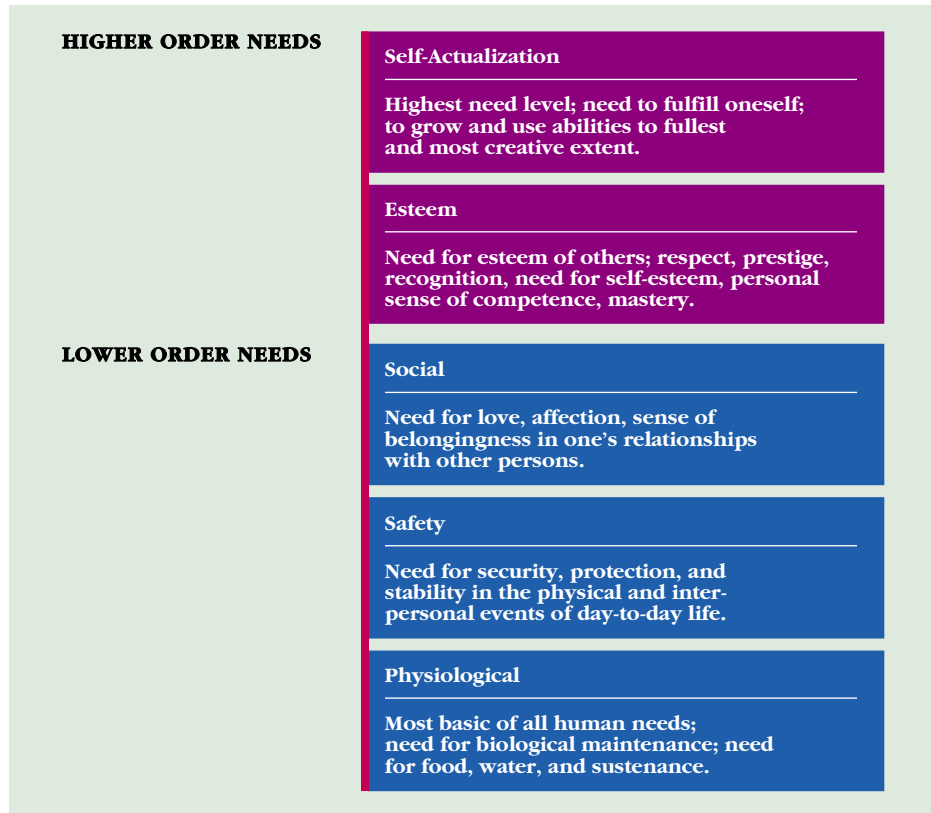 HIGHER ORDER NEEDS
Self-Actualization
Highest need level; need to fulfill oneself;
to grow and use abilities to fullest
and most creative extent.
Esteem
Need for esteem of others; respect, prestige,
recognition, need for self-esteem, personal
sense of competence, mastery.
LOWER ORDER NEEDS
Social
Need for love, affection, sense of
belongingness in one’s relationships
with other persons.
Safety
Need for security, protection, and
stability in the physical and inter-
personal events of day-to-day life.
Physiological
Most basic of all human needs;
need for biological maintenance; need
for food, water, and sustenance.